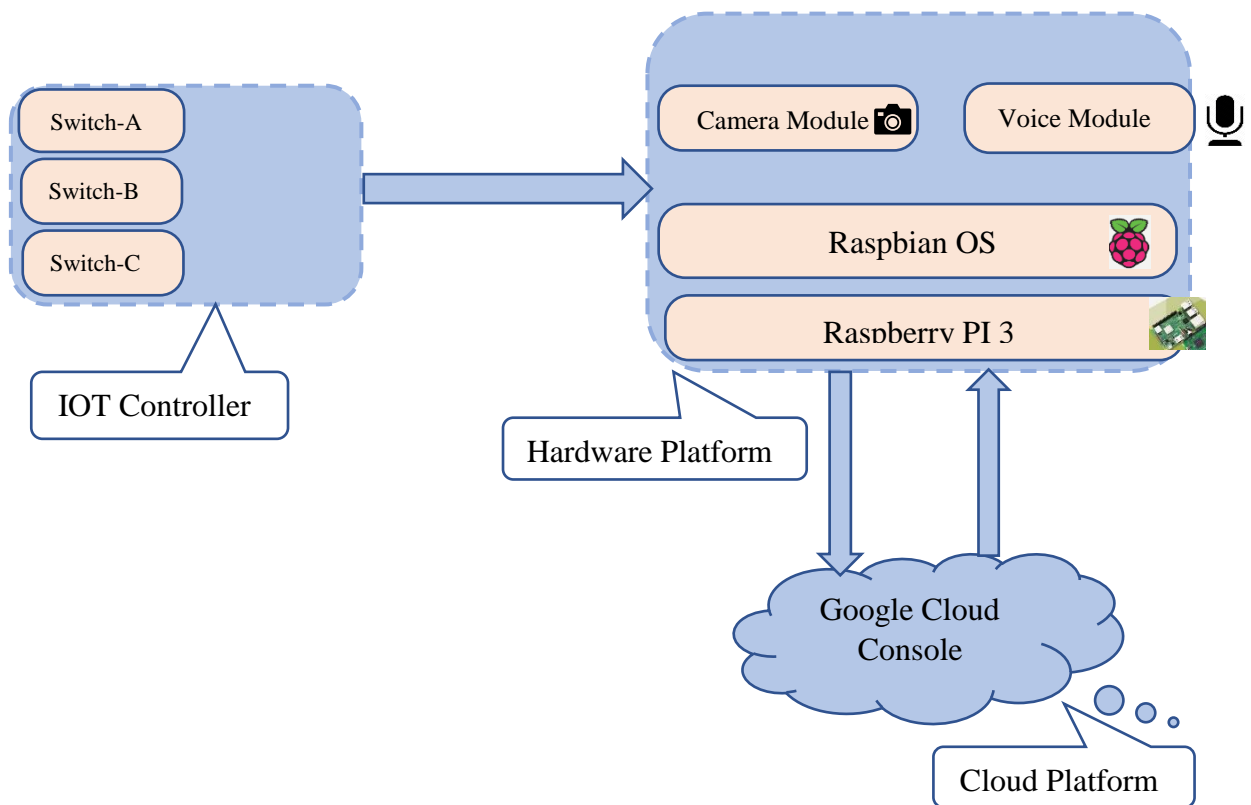 Switch-A
Switch-B
Switch-C
IOT Controller
Camera Module
Voice Module
Raspbian OS
Raspberry PI 3
Hardware Platform
Google Cloud
Console
Cloud Platform